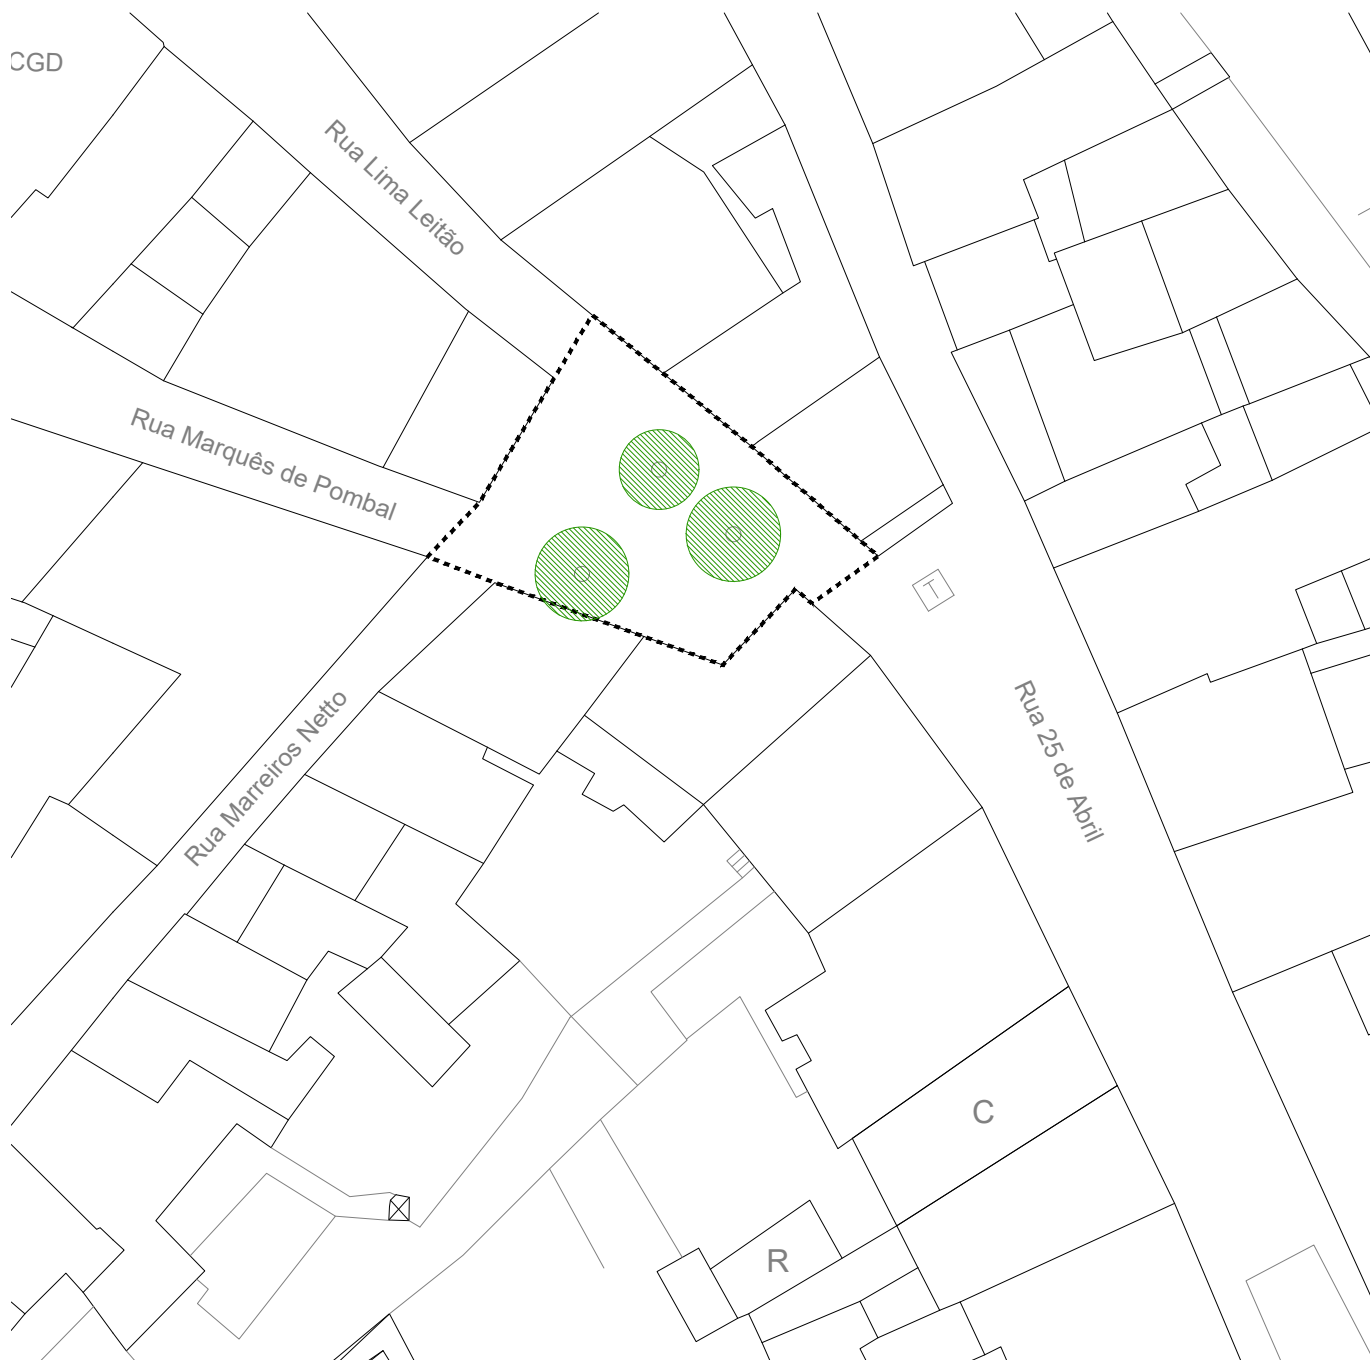 CGD
Rua Lima Leitão
Rua Marquês de Pombal
T
Rua Marreiros Netto
Rua 25 de Abril
C
R